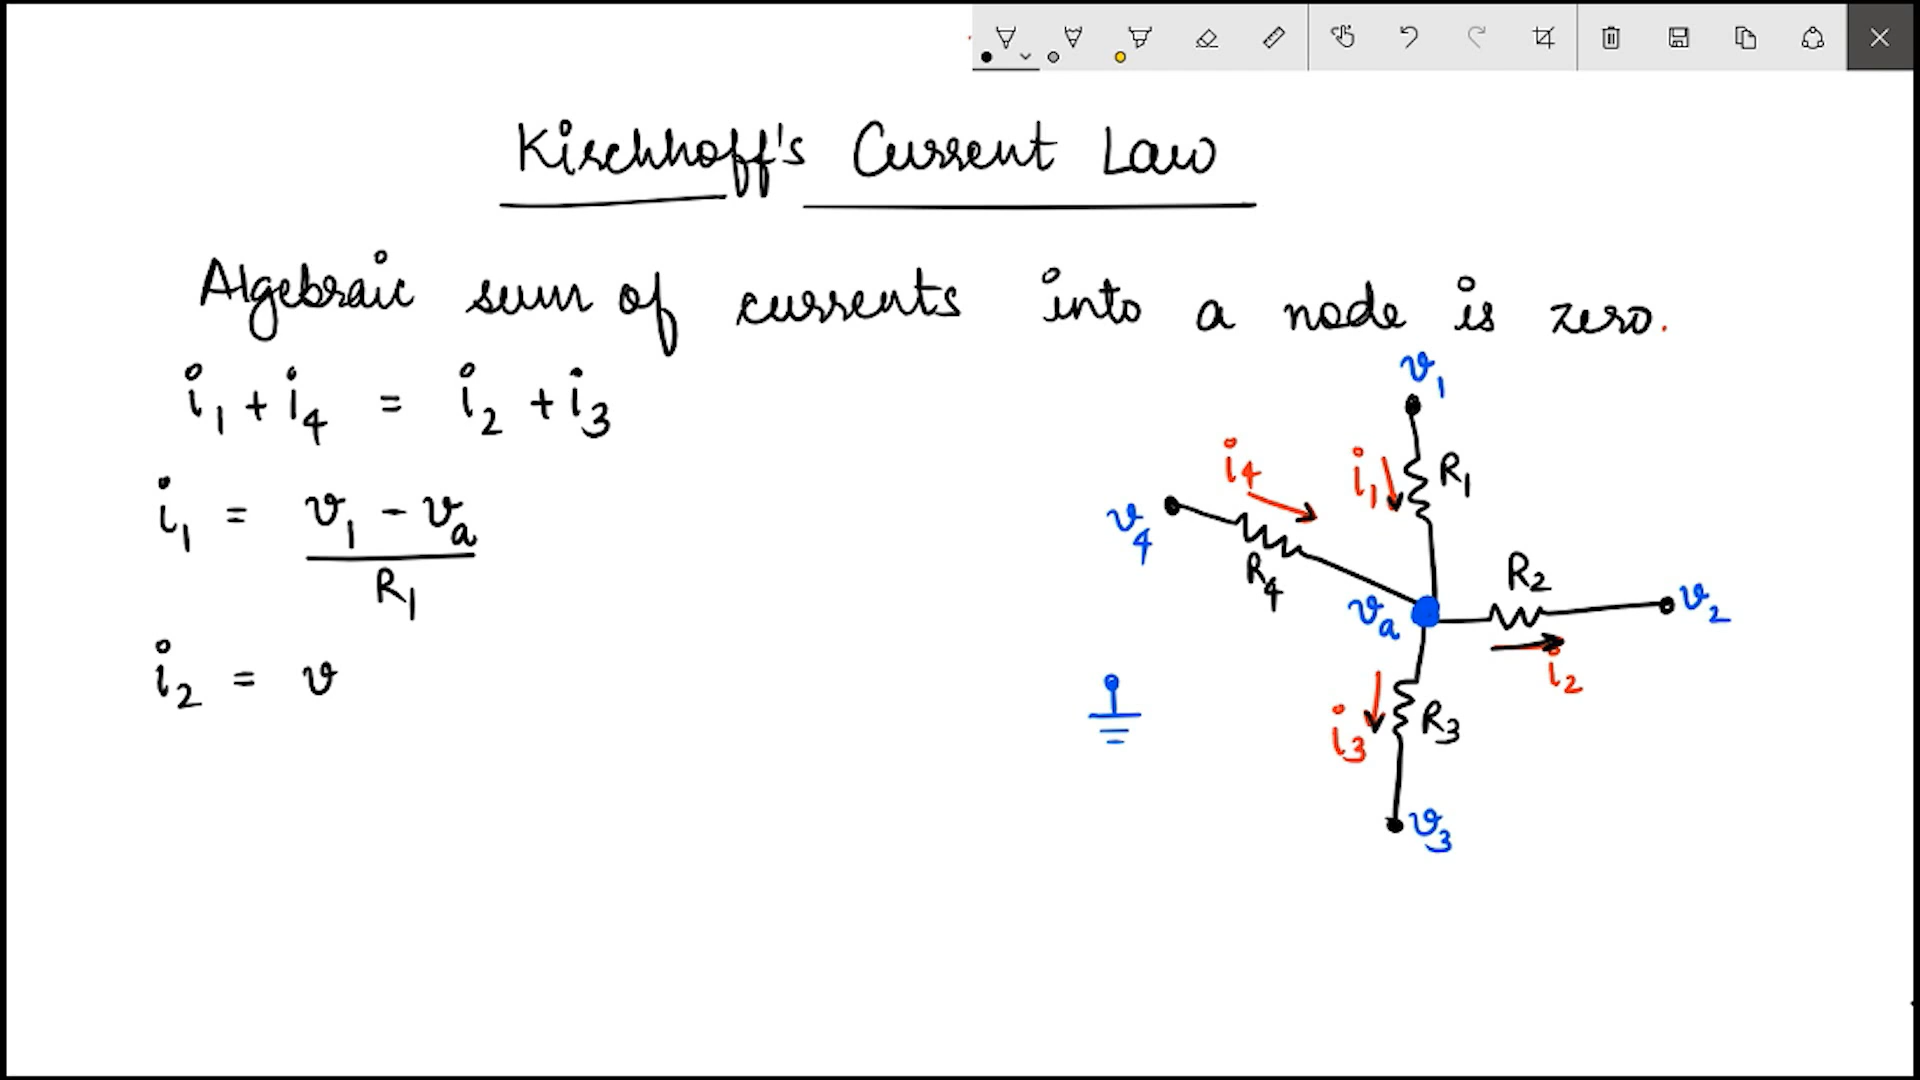 Kirchhoff's Current Law
Algebraic sum of currents into a node is zero.
i₁ + i₄ = i₂ + i₃
i₁ = v₁ - vₐ
R₁
i₂ = v
v₁
i₄
i₁
R₁
v₄
R₄
R₂
vₐ
v₂
i₂
i₃
R₃
v₃